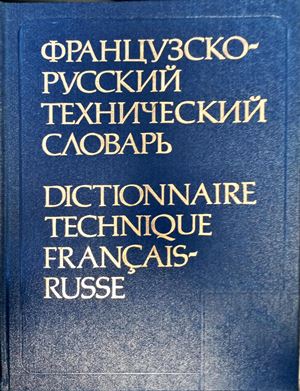 ФРАНЦУЗСКО-
РУССКИЙ
ТЕХНИЧЕСКИЙ
СЛОВАРЬ
DICTIONNAIRE
TECHNIQUE
FRANÇAIS-
RUSSE